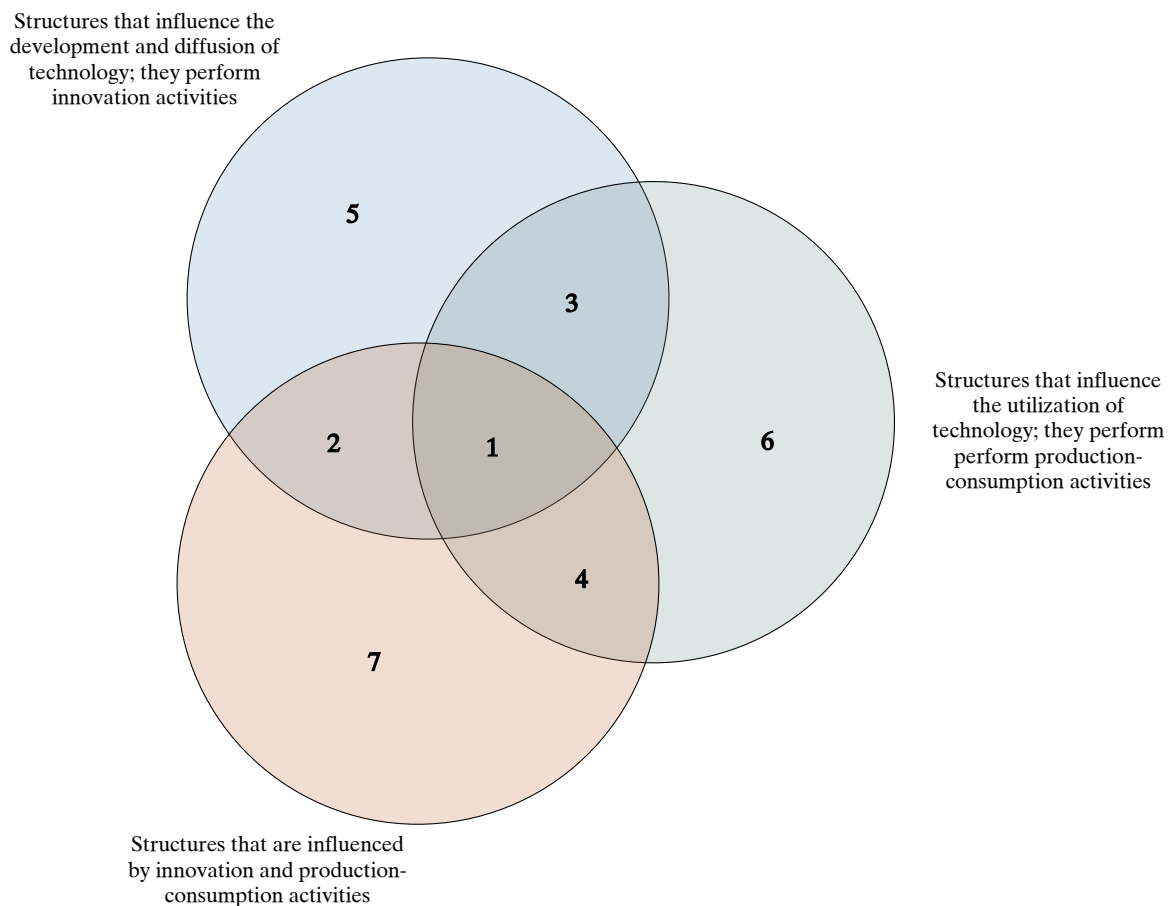 Structures that influence the
development and diffusion of
technology; they perform
innovation activities
5
3
Structures that influence
the utilization of
technology; they perform
perform production-
consumption activities
2
1
6
4
7
Structures that are influenced
by innovation and production-
consumption activities